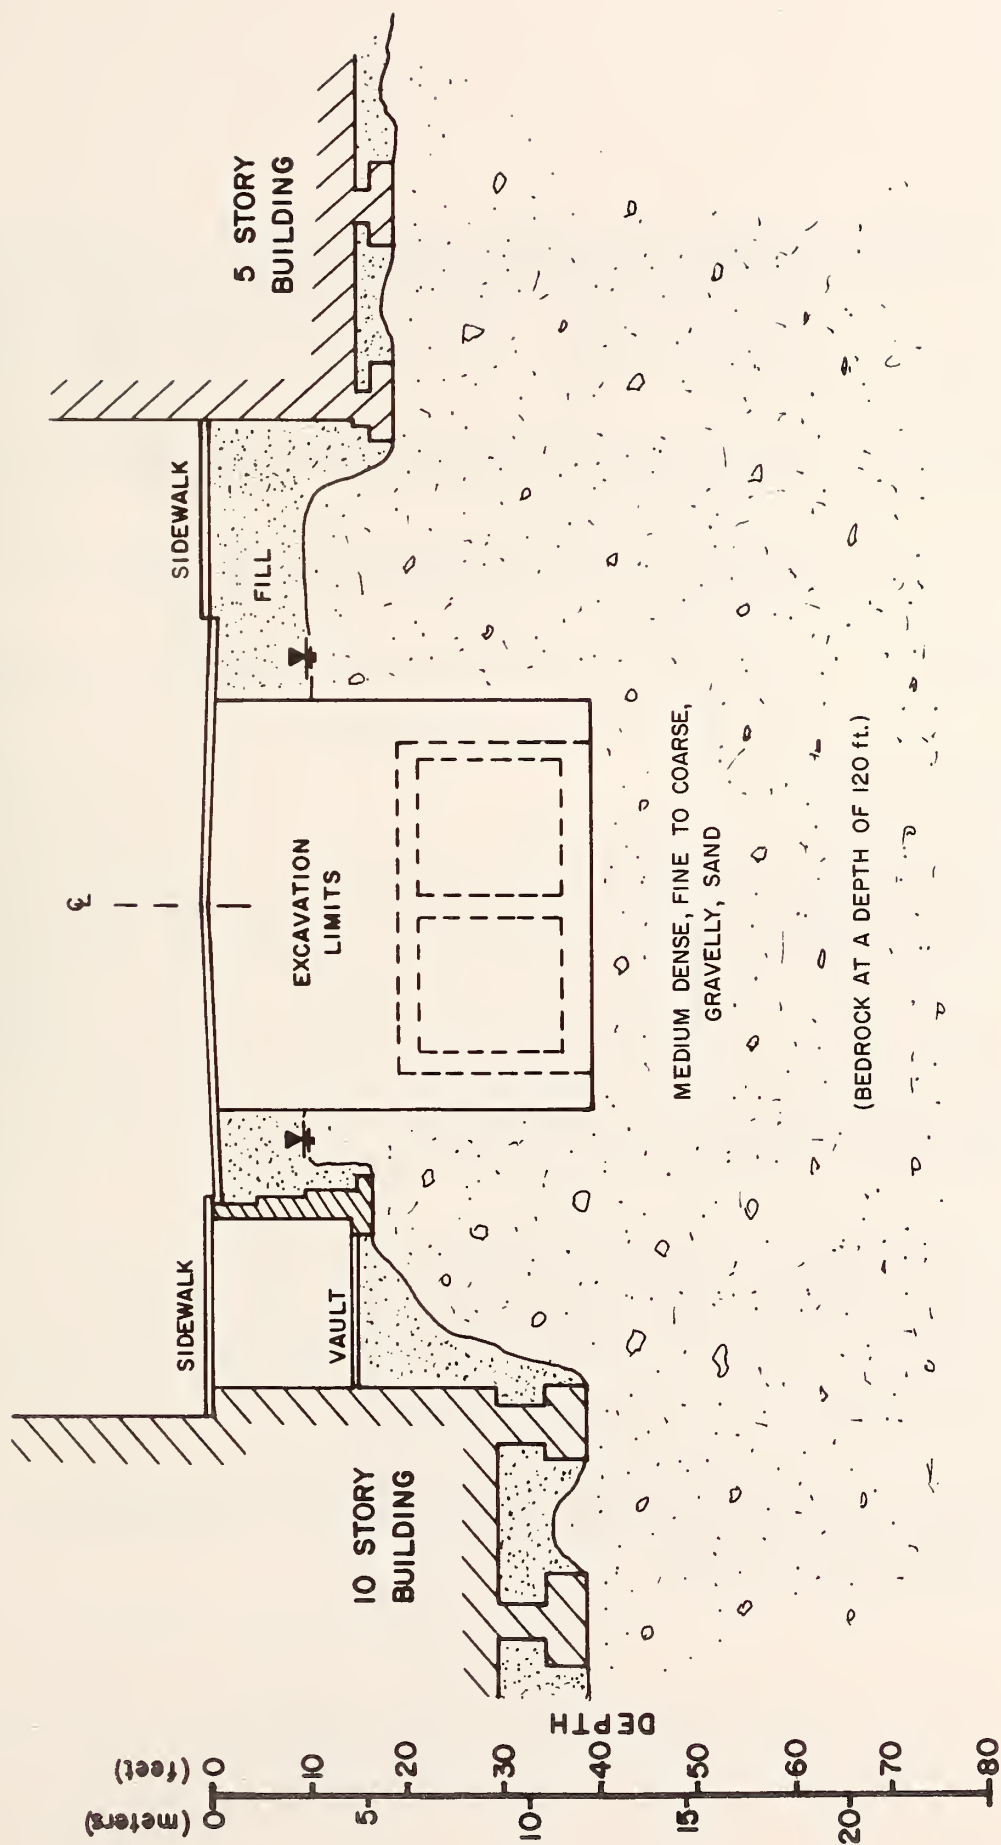 10 STORY
BUILDING
SIDEWALK
VAULT
℄
EXCAVATION
LIMITS
SIDEWALK
FILL
5 STORY
BUILDING
MEDIUM DENSE, FINE TO COARSE,
GRAVELLY, SAND
(BEDROCK AT A DEPTH OF 120 ft.)
DEPTH
(meters)
0
5
10
15
20
(feet)
0
10
20
30
40
50
60
70
80